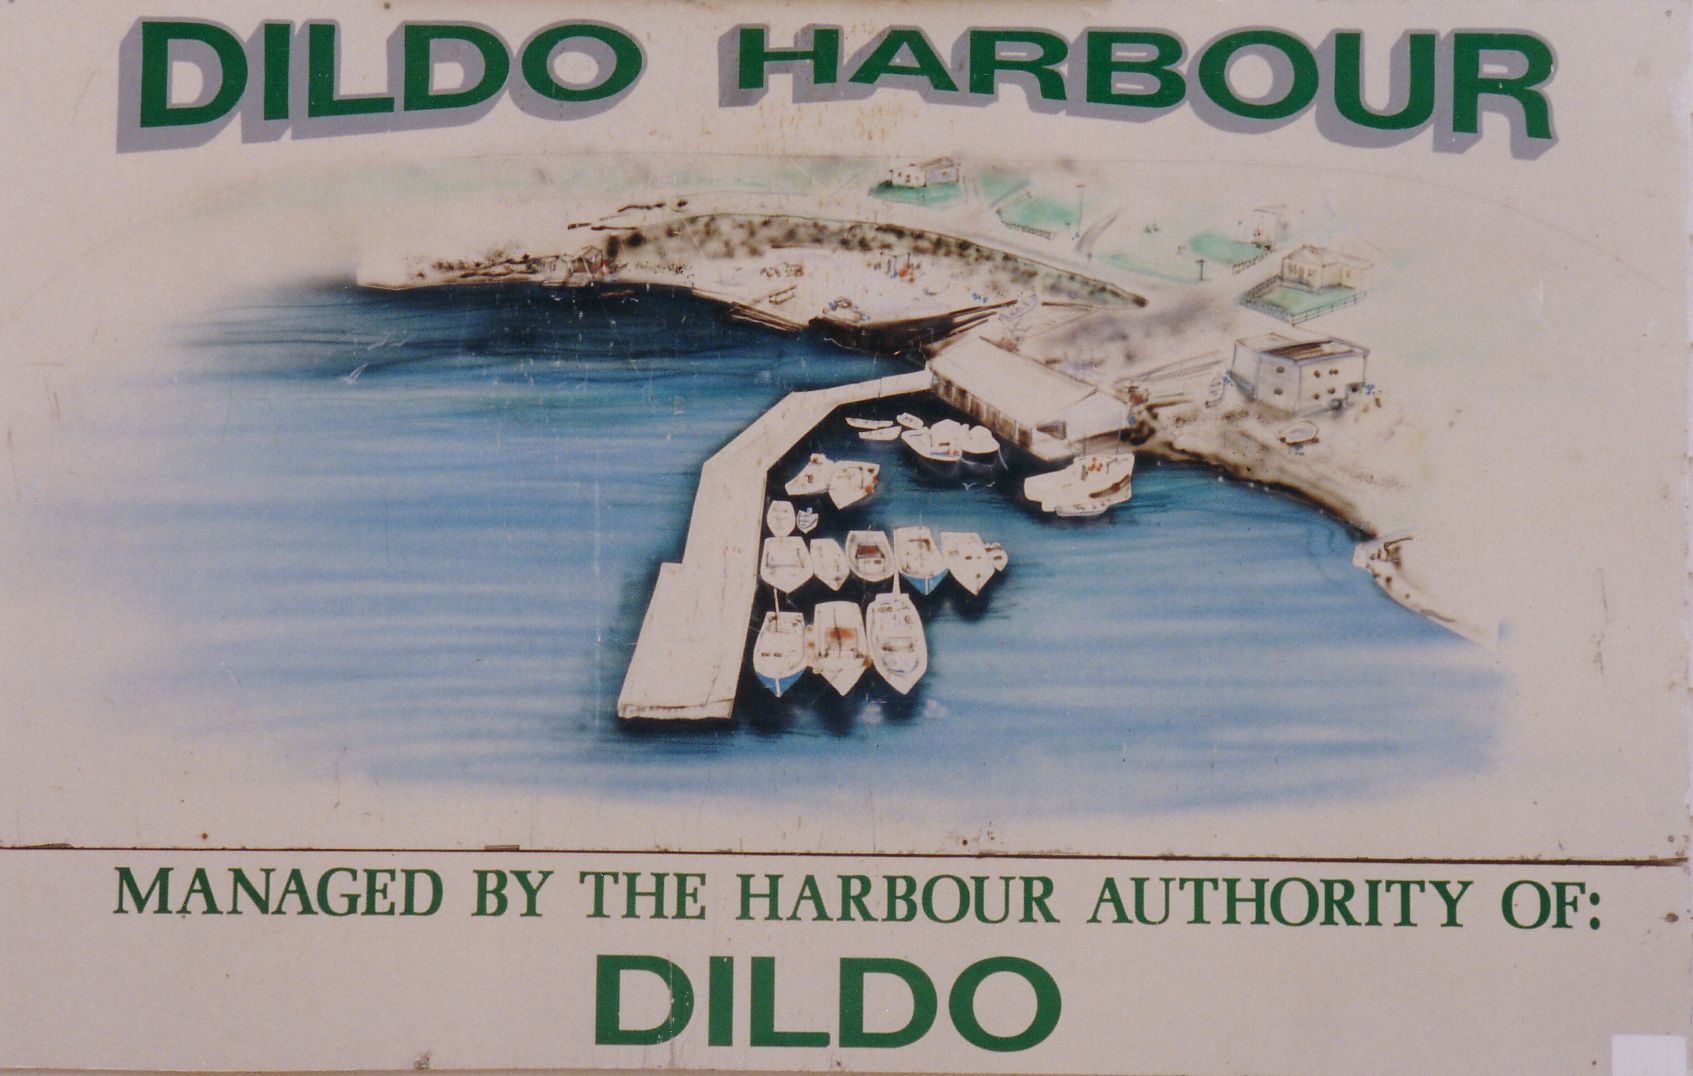 DILDO HARBOUR
MANAGED BY THE HARBOUR AUTHORITY OF:
DILDO